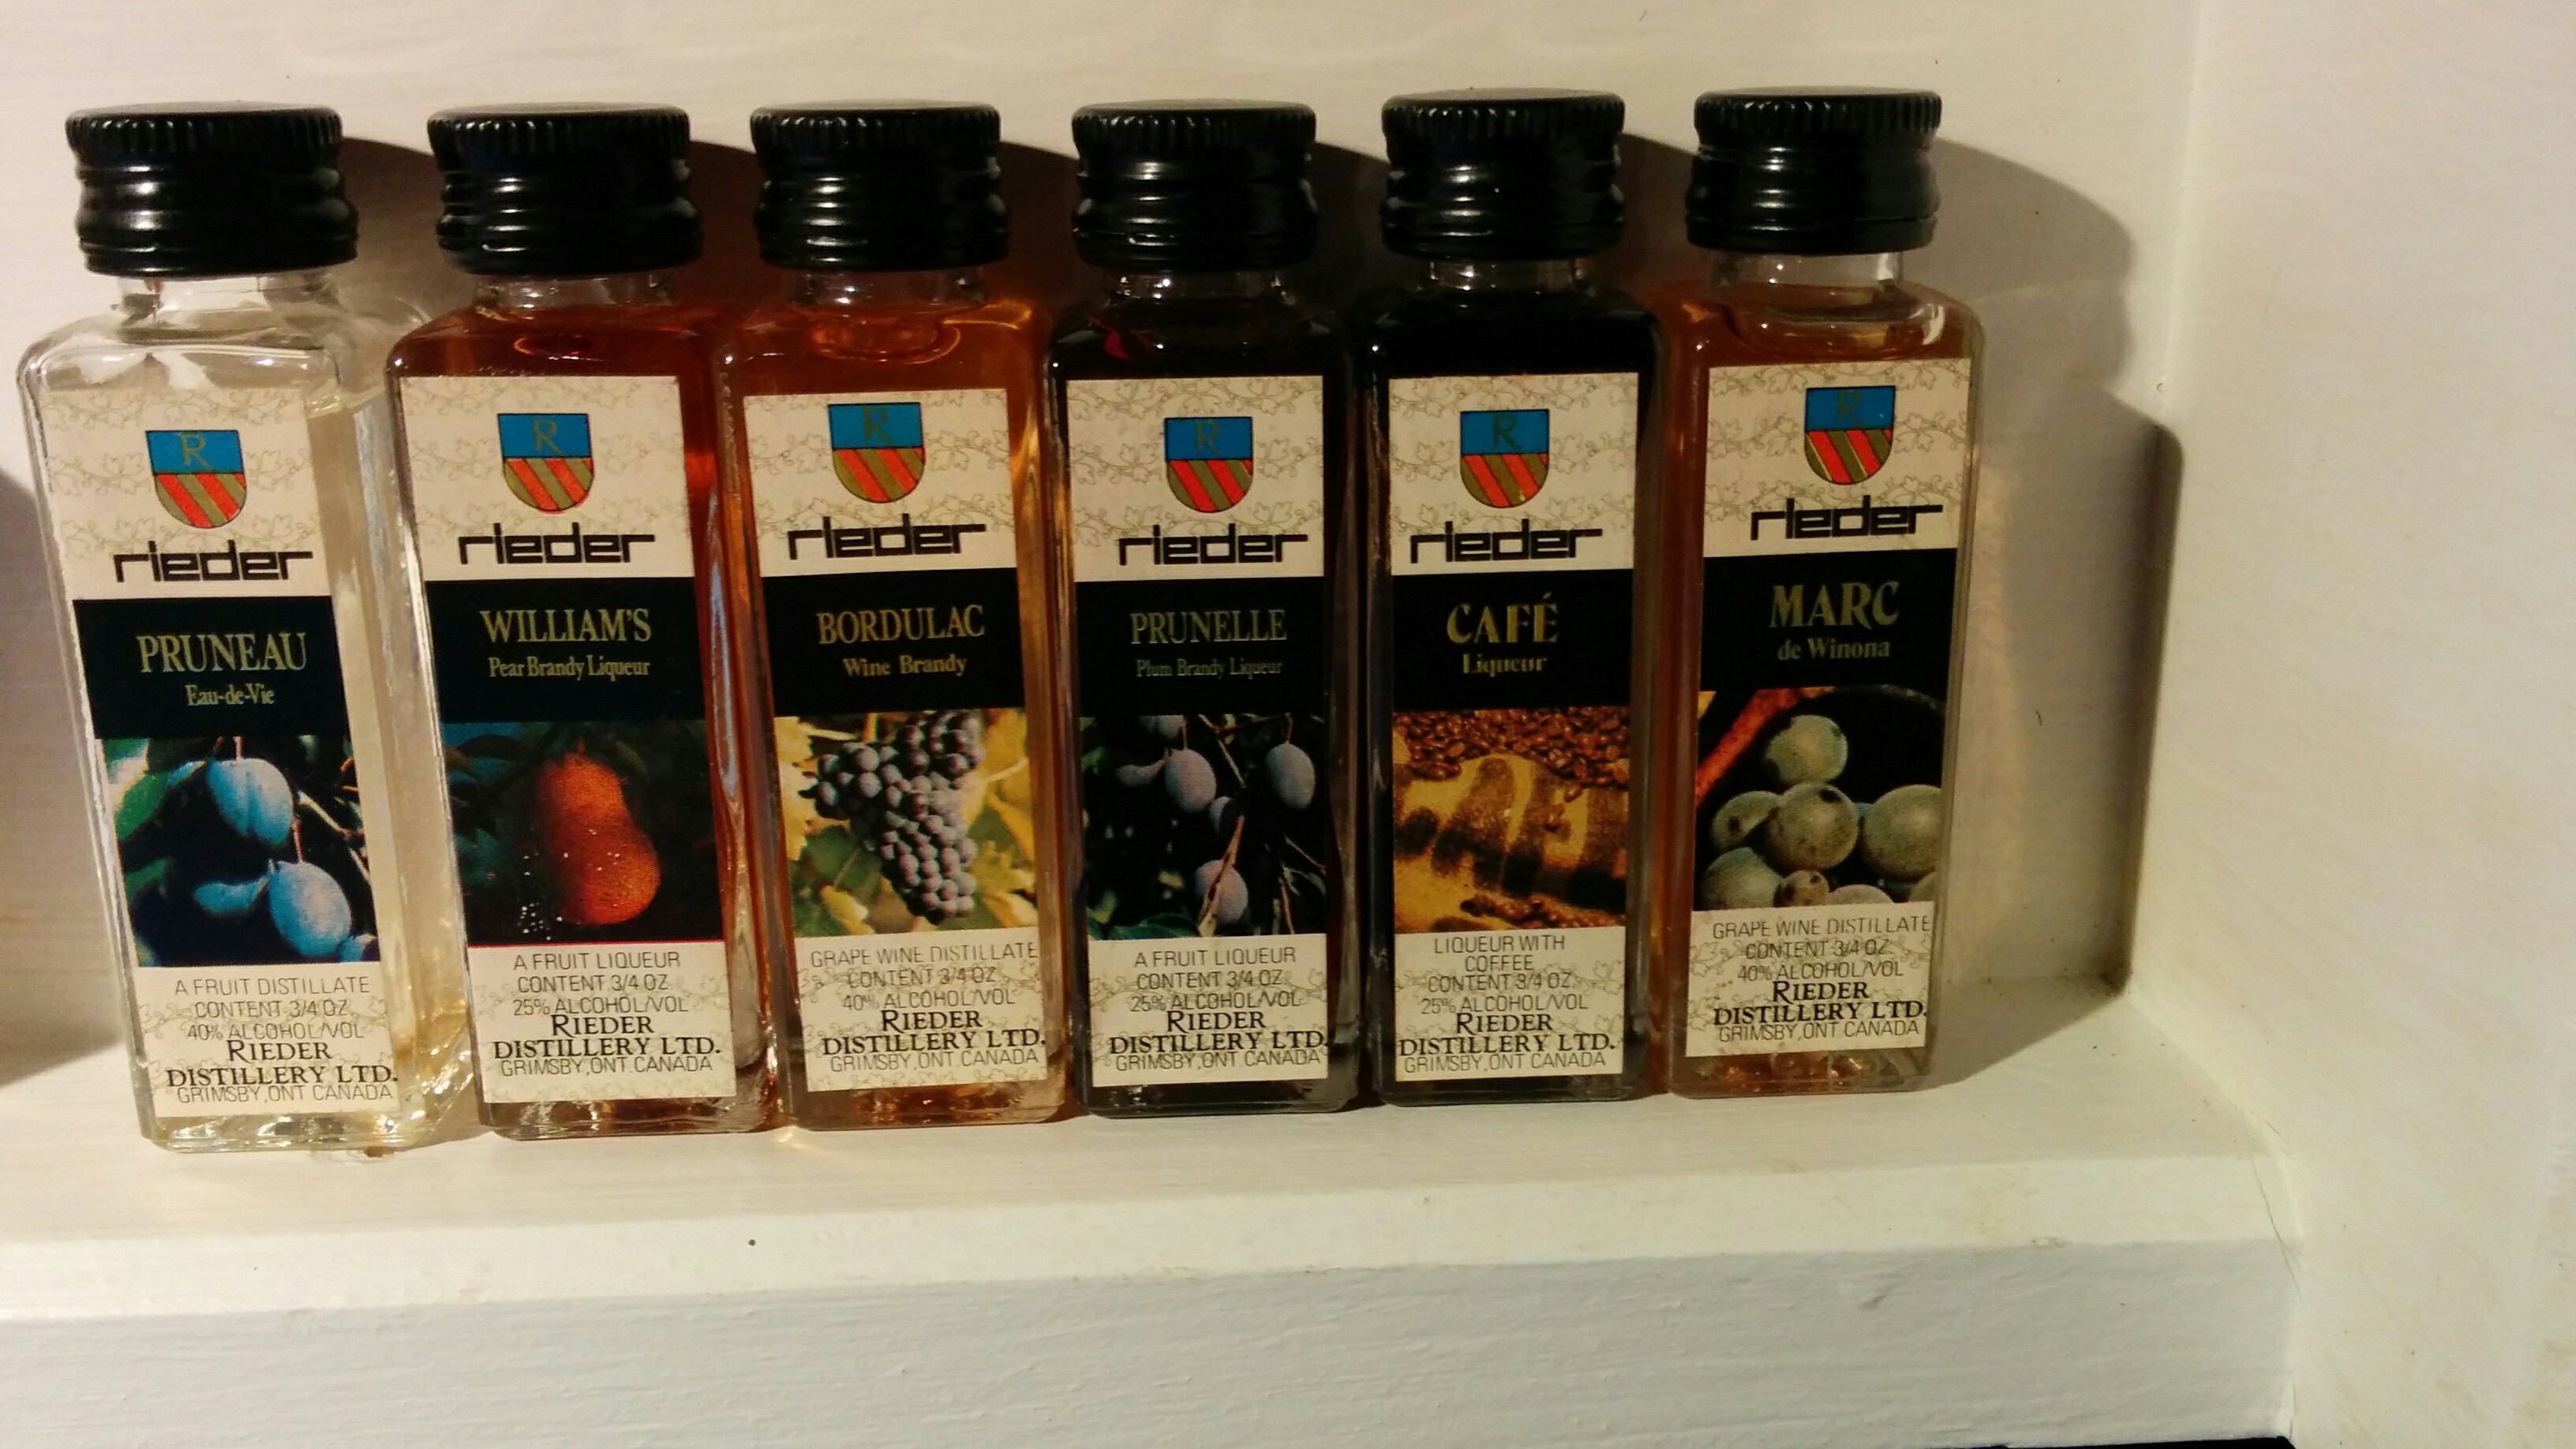 R
rieder
PRUNEAU
Eau-de-Vie
A FRUIT DISTILLATE
CONTENT 3/4 OZ.
40% ALCOHOL/VOL
RIEDER
DISTILLERY LTD.
GRIMSBY, ONT CANADA
R
rieder
WILLIAM'S
Pear Brandy Liqueur
A FRUIT LIQUEUR
CONTENT 3/4 OZ
25% ALCOHOL/VOL
RIEDER
DISTILLERY LTD.
GRIMSBY, ONT. CANADA
R
rieder
BORDULAC
Wine Brandy
GRAPE WINE DISTILLATE
CONTENT 3/4 OZ
40% ALCOHOL/VOL
RIEDER
DISTILLERY LTD.
GRIMSBY, ONT CANADA
R
rieder
PRUNELLE
Plum Brandy Liqueur
A FRUIT LIQUEUR
CONTENT 3/4 OZ
25% ALCOHOL/VOL
RIEDER
DISTILLERY LTD.
GRIMSBY, ONT CANADA
R
rieder
CAFÉ
Liqueur
LIQUEUR WITH
COFFEE
CONTENT 3/4 OZ.
25% ALCOHOL/VOL
RIEDER
DISTILLERY LTD.
GRIMSBY, ONT CANADA
R
rieder
MARC
de Winona
GRAPE WINE DISTILLATE
CONTENT 3/4 OZ.
40% ALCOHOL/VOL
RIEDER
DISTILLERY LTD.
GRIMSBY, ONT CANADA